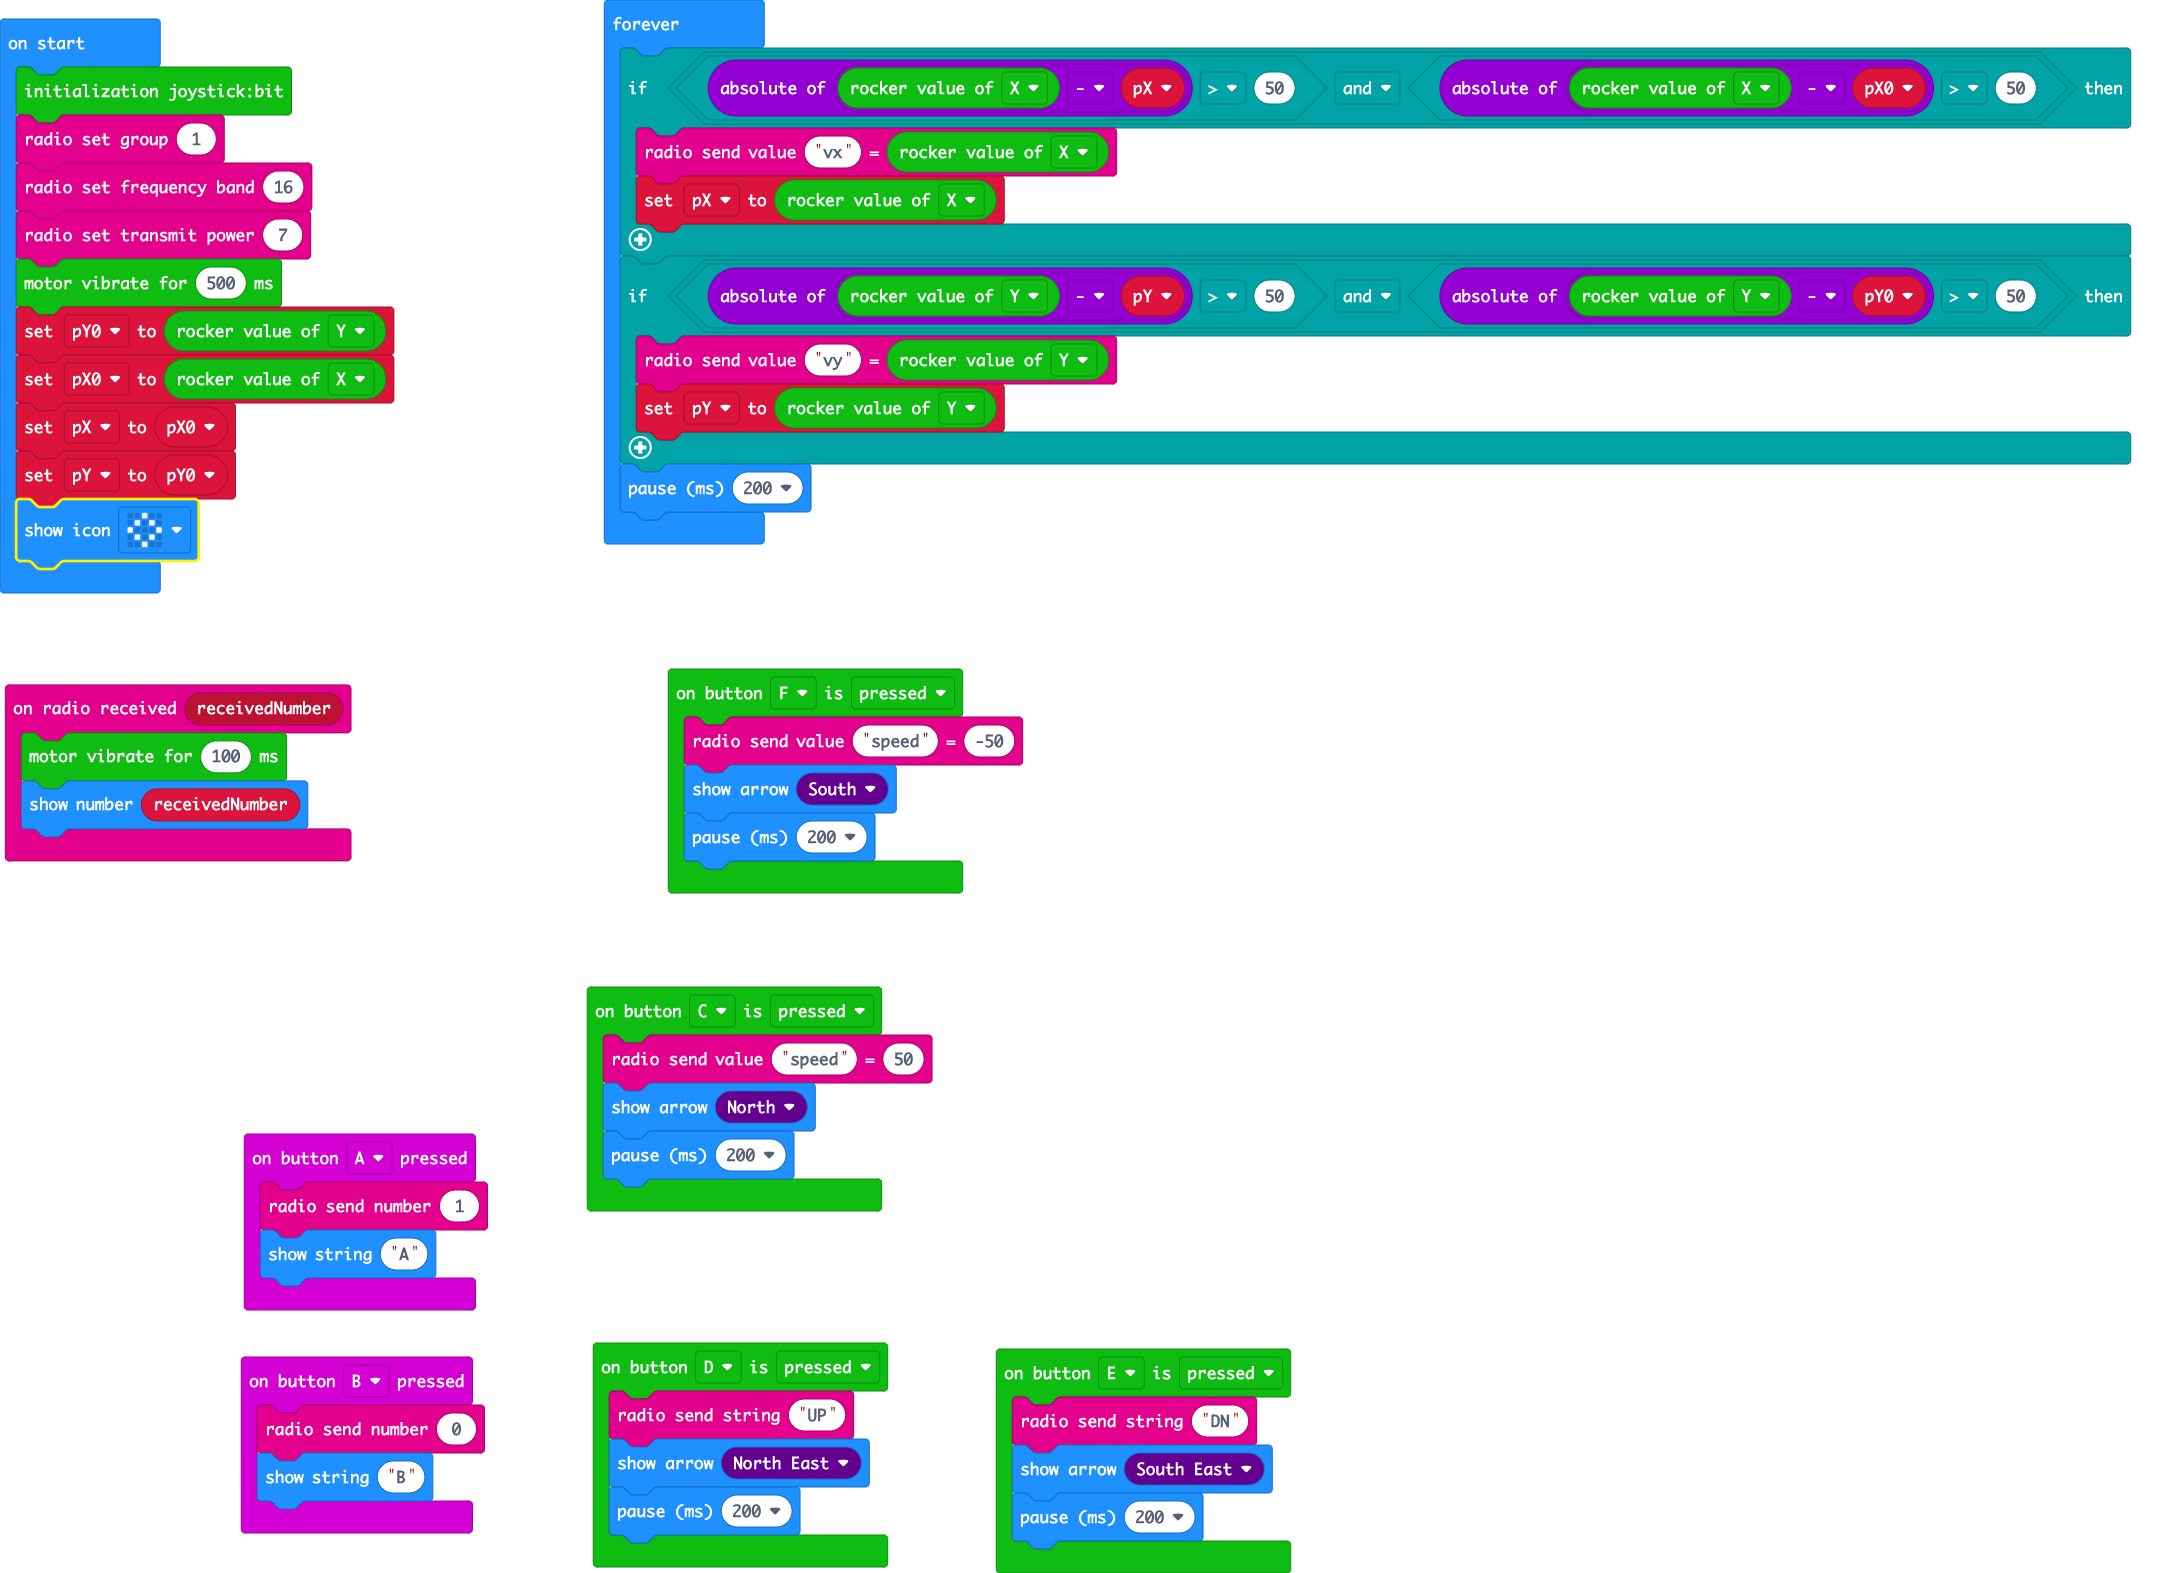 on start
initialization joystick:bit
radio set group 1
radio set frequency band 16
radio set transmit power 7
motor vibrate for 500 ms
set pY0 to rocker value of Y
set pX0 to rocker value of X
set pX to pX0
set pY to pY0
show icon
forever
if absolute of rocker value of X - pX > 50 and absolute of rocker value of X - pX0 > 50 then
radio send value "vx" = rocker value of X
set pX to rocker value of X
if absolute of rocker value of Y - pY > 50 and absolute of rocker value of Y - pY0 > 50 then
radio send value "vy" = rocker value of Y
set pY to rocker value of Y
pause (ms) 200
on radio received receivedNumber
motor vibrate for 100 ms
show number receivedNumber
on button F is pressed
radio send value "speed" = -50
show arrow South
pause (ms) 200
on button C is pressed
radio send value "speed" = 50
show arrow North
pause (ms) 200
on button A pressed
radio send number 1
show string "A"
on button B pressed
radio send number 0
show string "B"
on button D is pressed
radio send string "UP"
show arrow North East
pause (ms) 200
on button E is pressed
radio send string "DN"
show arrow South East
pause (ms) 200